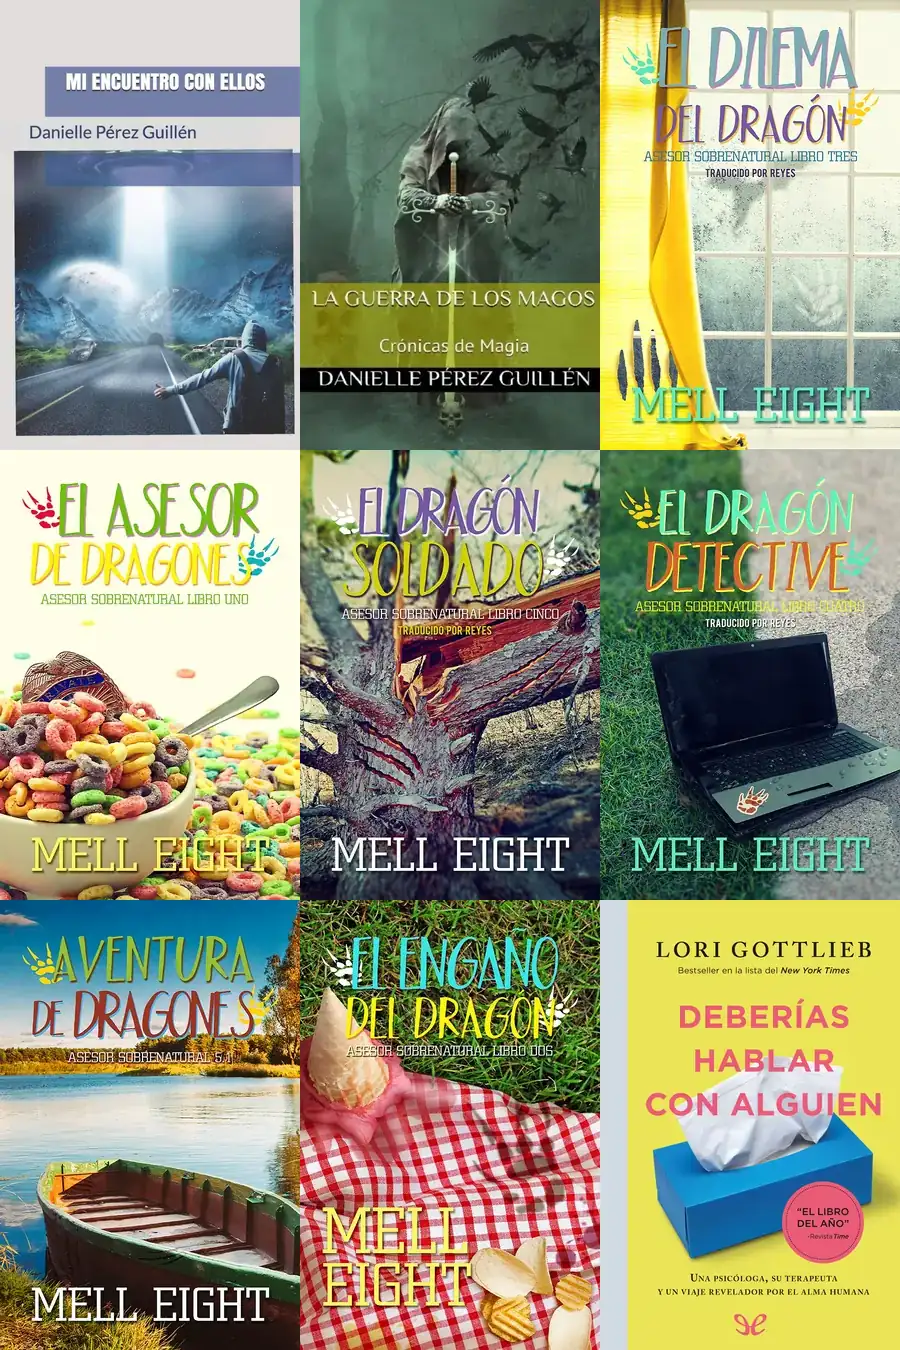 MI ENCUENTRO CON ELLOS
Danielle Pérez Guillén
LA GUERRA DE LOS MAGOS
Crónicas de Magia
DANIELLE PÉREZ GUILLÉN
EL DILEMA
DEL DRAGÓN
ASESOR SOBRENATURAL LIBRO TRES
TRADUCIDO POR REYES
MELL EIGHT
EL ASESOR
DE DRAGONES
ASESOR SOBRENATURAL LIBRO UNO
PRIVATE
MELL EIGHT
EL DRAGÓN
SOLDADO
ASESOR SOBRENATURAL LIBRO CINCO
TRADUCIDO POR REYES
MELL EIGHT
EL DRAGÓN
DETECTIVE
ASESOR SOBRENATURAL LIBRO CUATRO
TRADUCIDO POR REYES
MELL EIGHT
AVENTURA
DE DRAGONES
ASESOR SOBRENATURAL 5.1
MELL EIGHT
EL ENGAÑO
DEL DRAGÓN
ASESOR SOBRENATURAL LIBRO DOS
MELL
EIGHT
LORI GOTTLIEB
Bestseller en la lista del New York Times
DEBERÍAS
HABLAR
CON ALGUIEN
"EL LIBRO
DEL AÑO"
-Revista Time
UNA PSICÓLOGA, SU TERAPEUTA
Y UN VIAJE REVELADOR POR EL ALMA HUMANA